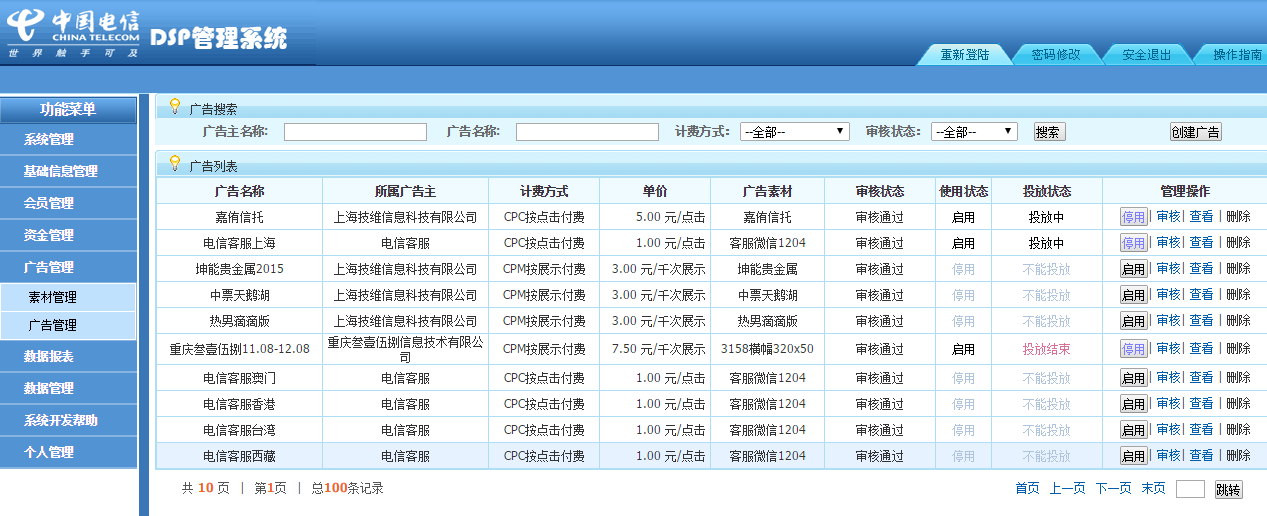 中国电信
CHINA TELECOM
世界触手可及
DSP管理系统
重新登陆 密码修改 安全退出 操作指南
功能菜单
系统管理
基础信息管理
会员管理
资金管理
广告管理
素材管理
广告管理
数据报表
数据管理
系统开发帮助
个人管理
广告搜索
广告主名称: 广告名称: 计费方式: --全部-- 审核状态: --全部-- 搜索 创建广告
广告列表
广告名称 所属广告主 计费方式 单价 广告素材 审核状态 使用状态 投放状态 管理操作
嘉侑信托 上海技维信息科技有限公司 CPC按点击付费 5.00 元/点击 嘉侑信托 审核通过 启用 投放中 停用| 审核| 查看 | 删除
电信客服上海 电信客服 CPC按点击付费 1.00 元/点击 客服微信1204 审核通过 启用 投放中 停用| 审核| 查看 | 删除
坤能贵金属2015 上海技维信息科技有限公司 CPM按展示付费 3.00 元/千次展示 坤能贵金属 审核通过 停用 不能投放 启用| 审核| 查看 | 删除
中票天鹅湖 上海技维信息科技有限公司 CPM按展示付费 3.00 元/千次展示 中票天鹅湖 审核通过 停用 不能投放 启用| 审核| 查看 | 删除
热男滴滴版 上海技维信息科技有限公司 CPM按展示付费 3.00 元/千次展示 热男滴滴版 审核通过 停用 不能投放 启用| 审核| 查看 | 删除
重庆叁壹伍捌11.08-12.08 重庆叁壹伍捌信息技术有限公司 CPM按展示付费 7.50 元/千次展示 3158横幅320x50 审核通过 启用 投放结束 停用| 审核| 查看 | 删除
电信客服澳门 电信客服 CPC按点击付费 1.00 元/点击 客服微信1204 审核通过 停用 不能投放 启用| 审核| 查看 | 删除
电信客服香港 电信客服 CPC按点击付费 1.00 元/点击 客服微信1204 审核通过 停用 不能投放 启用| 审核| 查看 | 删除
电信客服台湾 电信客服 CPC按点击付费 1.00 元/点击 客服微信1204 审核通过 停用 不能投放 启用| 审核| 查看 | 删除
电信客服西藏 电信客服 CPC按点击付费 1.00 元/点击 客服微信1204 审核通过 停用 不能投放 启用| 审核| 查看 | 删除
共 10 页 | 第1页 | 总100条记录 首页 上一页 下一页 末页 跳转